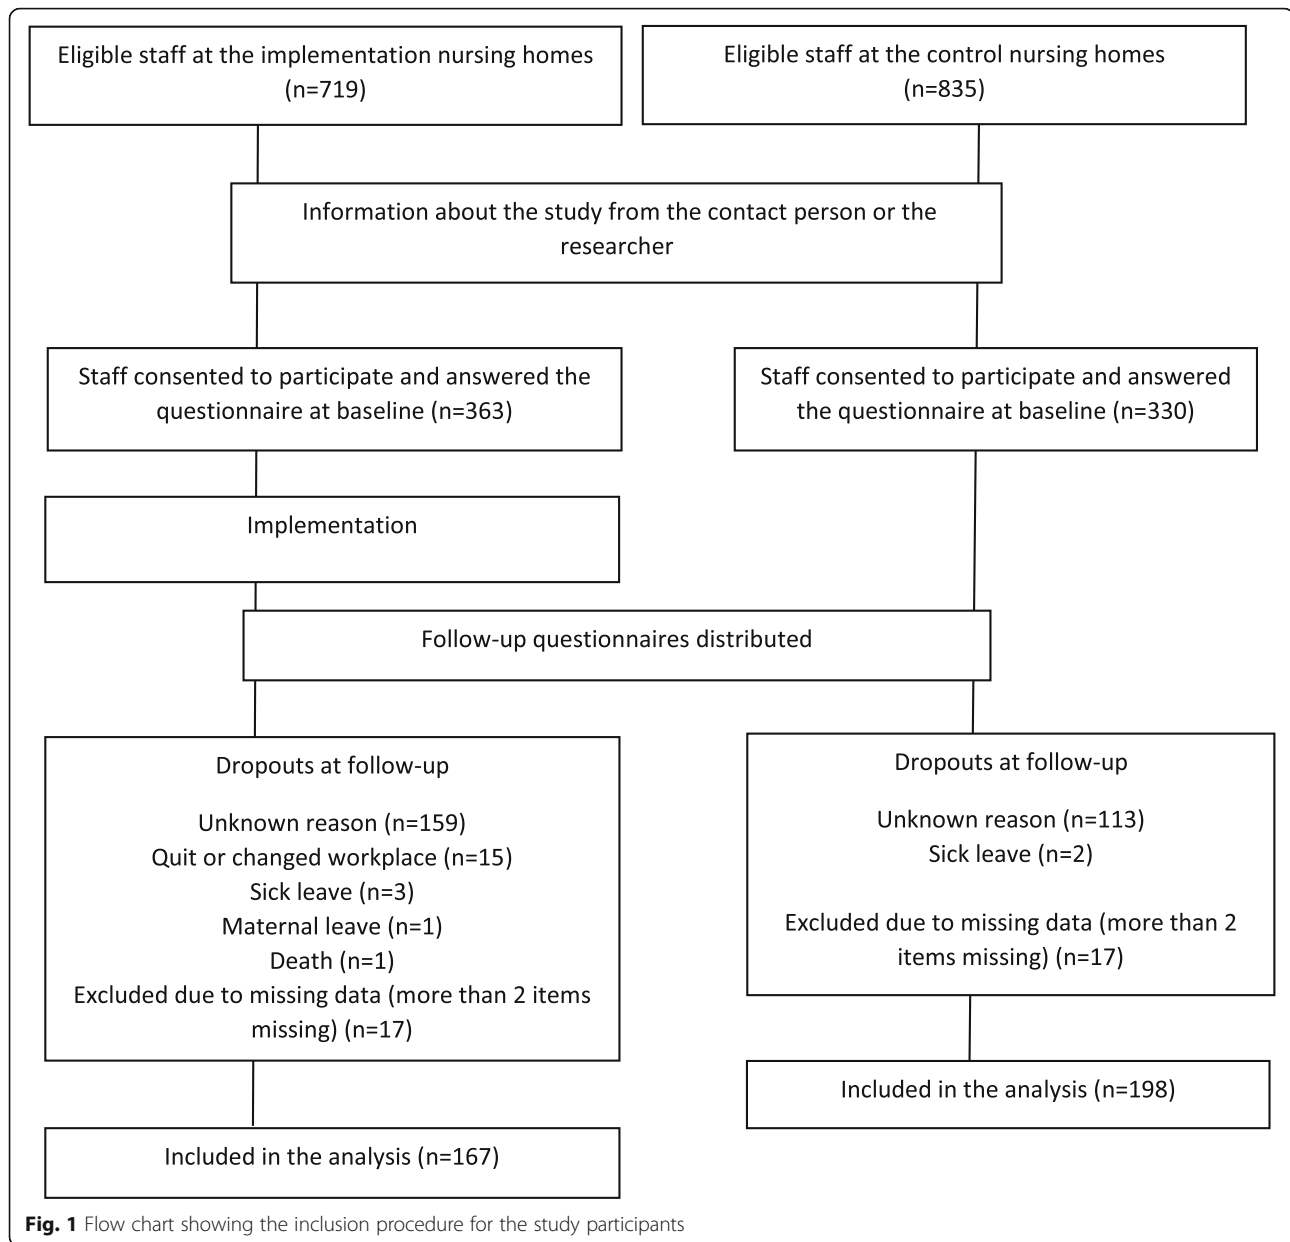 Eligible staff at the implementation nursing homes
(n=719)
Eligible staff at the control nursing homes
(n=835)
Information about the study from the contact person or the
researcher
Staff consented to participate and answered the
questionnaire at baseline (n=363)
Staff consented to participate and answered
the questionnaire at baseline (n=330)
Implementation
Follow-up questionnaires distributed
Dropouts at follow-up
Unknown reason (n=159)
Quit or changed workplace (n=15)
Sick leave (n=3)
Maternal leave (n=1)
Death (n=1)
Excluded due to missing data (more than 2 items
missing) (n=17)
Dropouts at follow-up
Unknown reason (n=113)
Sick leave (n=2)
Excluded due to missing data (more than 2
items missing) (n=17)
Included in the analysis (n=198)
Included in the analysis (n=167)
Fig. 1 Flow chart showing the inclusion procedure for the study participants